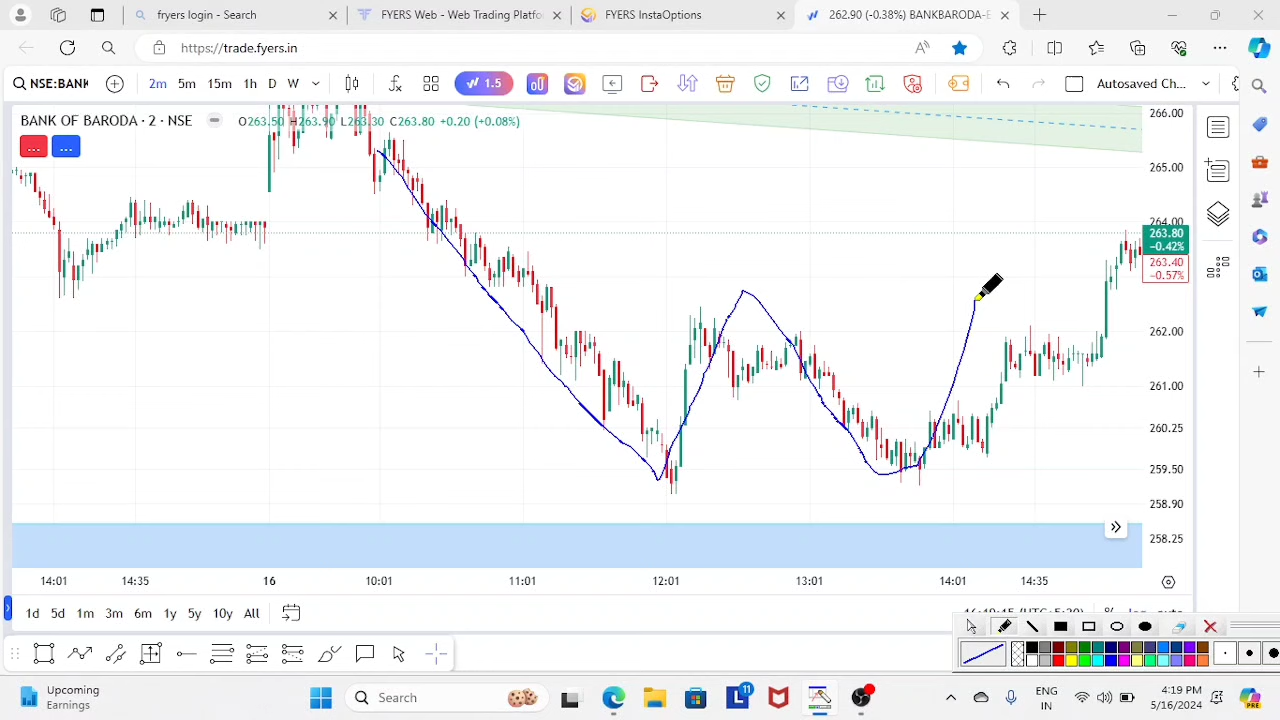 fryers login - Search
FYERS Web - Web Trading Platfo
FYERS InstaOptions
262.90 (-0.38%) BANKBARODA-E
https://trade.fyers.in
NSE:BANK
2m 5m 15m 1h D W
1.5
Autosaved Ch...
BANK OF BARODA · 2 · NSE
O263.50 H263.90 L263.30 C263.80 +0.20 (+0.08%)
... ...
266.00
265.00
264.00
263.80
−0.42%
263.40
−0.57%
262.00
261.00
260.25
259.50
258.90
258.25
14:01 14:35 16 10:01 11:01 12:01 13:01 14:01 14:35
1d 5d 1m 3m 6m 1y 5y 10y All
Upcoming
Earnings
Search
11
ENG
IN
4:19 PM
5/16/2024
PRE